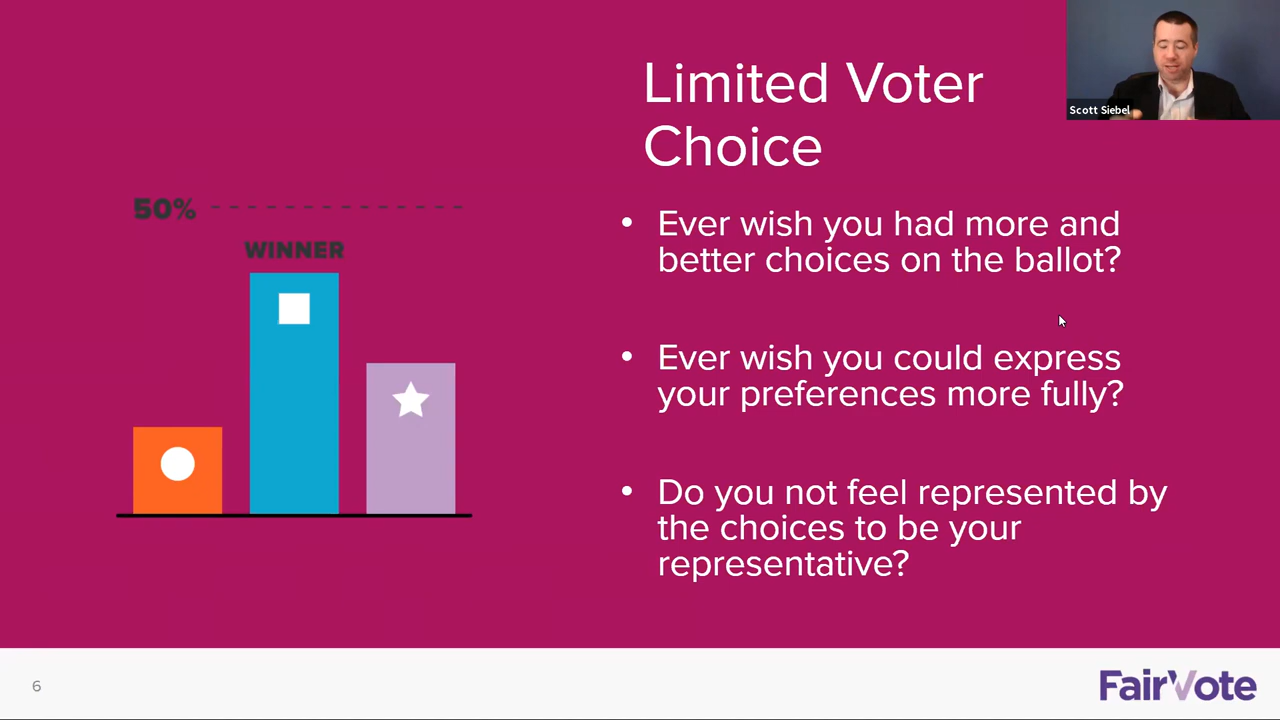 Limited Voter
Choice
Scott Siebel
50%
WINNER
• Ever wish you had more and
better choices on the ballot?
• Ever wish you could express
your preferences more fully?
• Do you not feel represented by
the choices to be your
representative?
6
FairVote